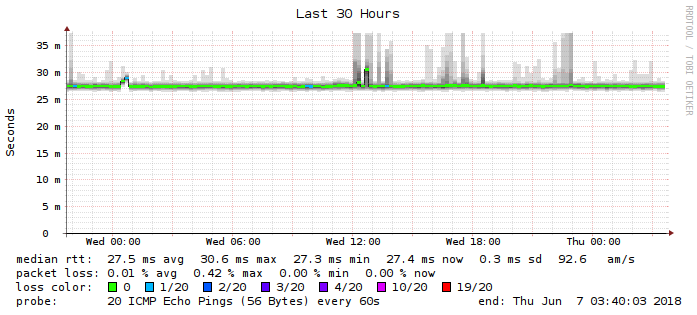 Last 30 Hours
RRDTOOL / TOBI OETIKER
Seconds
35 m
30 m
25 m
20 m
15 m
10 m
5 m
0
Wed 00:00 Wed 06:00 Wed 12:00 Wed 18:00 Thu 00:00
median rtt: 27.5 ms avg 30.6 ms max 27.3 ms min 27.4 ms now 0.3 ms sd 92.6 am/s
packet loss: 0.01 % avg 0.42 % max 0.00 % min 0.00 % now
loss color: 0 1/20 2/20 3/20 4/20 10/20 19/20
probe: 20 ICMP Echo Pings (56 Bytes) every 60s end: Thu Jun 7 03:40:03 2018